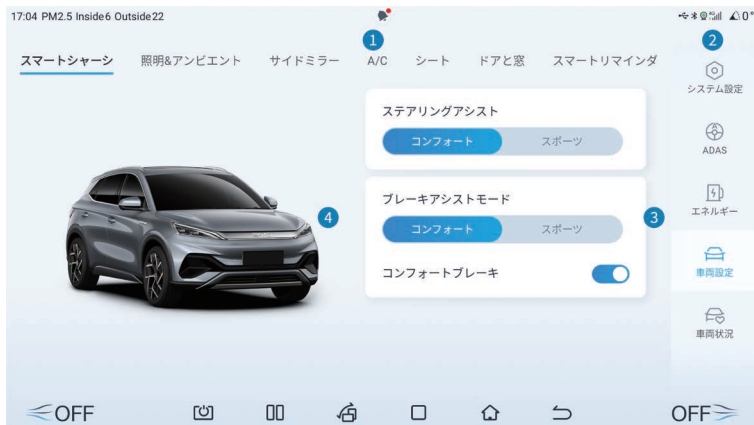 17:04 PM2.5 Inside6 Outside22
0°
1
2
スマートシャーシ 照明&アンビエント サイドミラー A/C シート ドアと窓 スマートリマインダ
システム設定
ステアリングアシスト
コンフォート スポーツ
ADAS
ブレーキアシストモード
エネルギー
4
3
コンフォート スポーツ
コンフォートブレーキ
車両設定
車両状況
OFF
OFF